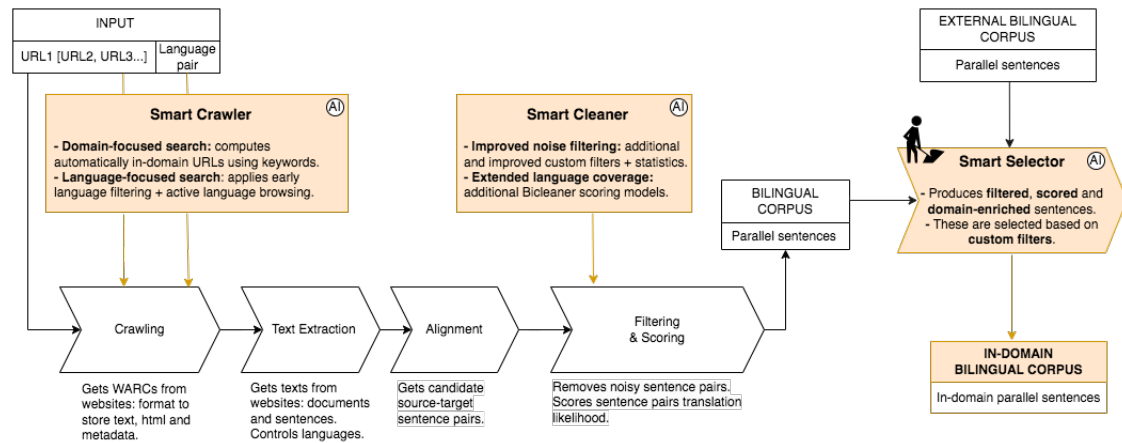 INPUT
URL1 [URL2, URL3...]
Language
pair
EXTERNAL BILINGUAL
CORPUS
Parallel sentences
AI
Smart Crawler
- Domain-focused search: computes
automatically in-domain URLs using keywords.
- Language-focused search: applies early
language filtering + active language browsing.
AI
Smart Cleaner
- Improved noise filtering: additional
and improved custom filters + statistics.
- Extended language coverage:
additional Bicleaner scoring models.
AI
Smart Selector
- Produces filtered, scored and
domain-enriched sentences.
- These are selected based on
custom filters.
BILINGUAL
CORPUS
Parallel sentences
Crawling
Text Extraction
Alignment
Filtering
& Scoring
IN-DOMAIN
BILINGUAL CORPUS
In-domain parallel sentences
Gets WARCs from
websites: format to
store text, html and
metadata.
Gets texts from
websites: documents
and sentences.
Controls languages.
Gets candidate
source-target
sentence pairs.
Removes noisy sentence pairs.
Scores sentence pairs translation
likelihood.